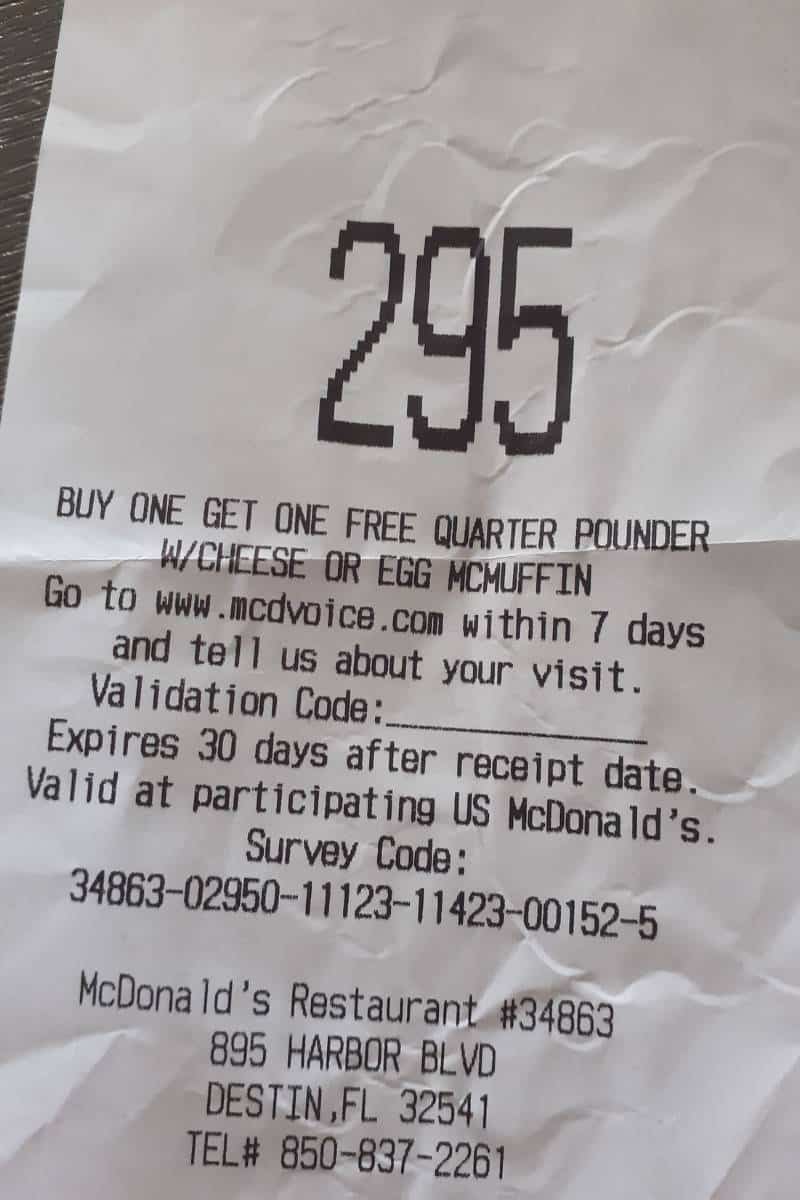 295
BUY ONE GET ONE FREE QUARTER POUNDER
W/CHEESE OR EGG MCMUFFIN
Go to www.mcdvoice.com within 7 days
and tell us about your visit.
Validation Code:_______________
Expires 30 days after receipt date.
Valid at participating US McDonald's.
Survey Code:
34863-02950-11123-11423-00152-5
McDonald's Restaurant #34863
895 HARBOR BLVD
DESTIN,FL 32541
TEL# 850-837-2261